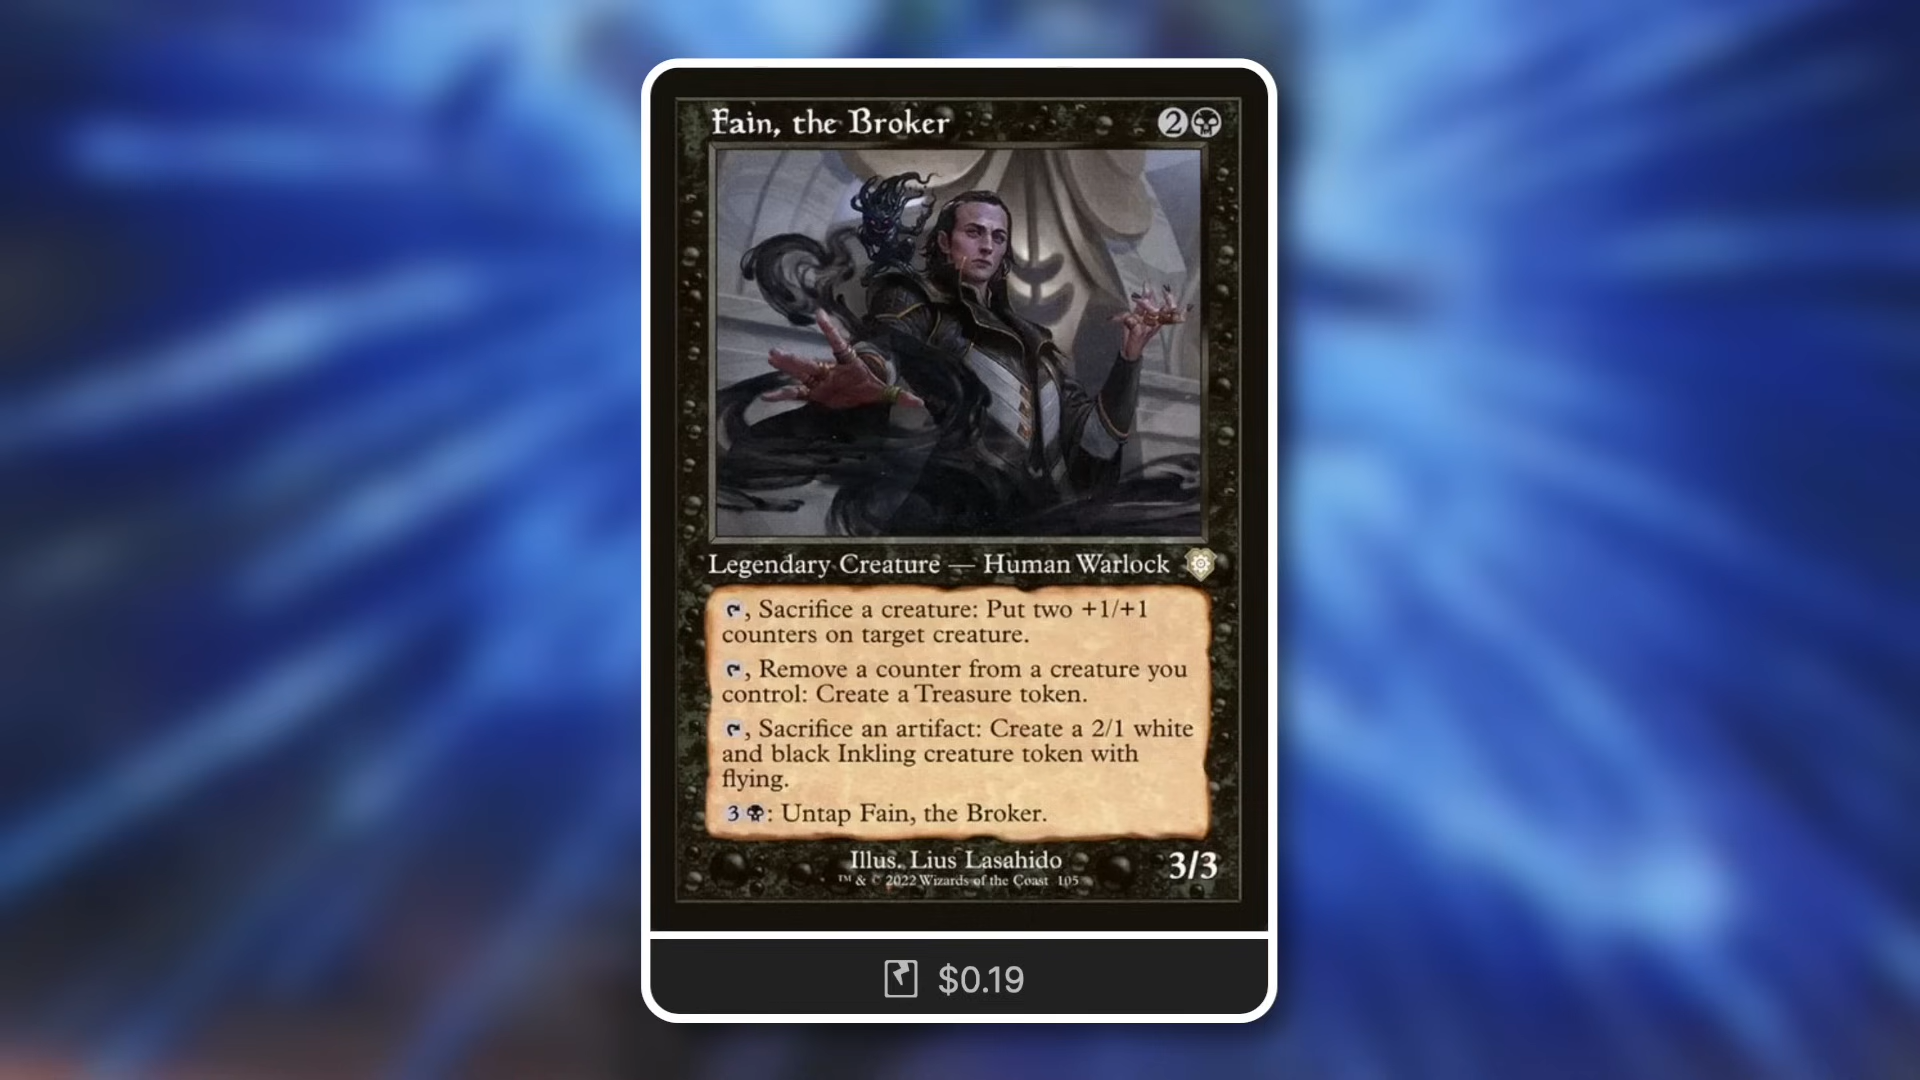 Fain, the Broker 2
Legendary Creature — Human Warlock
, Sacrifice a creature: Put two +1/+1
counters on target creature.
, Remove a counter from a creature you
control: Create a Treasure token.
, Sacrifice an artifact: Create a 2/1 white
and black Inkling creature token with
flying.
3 : Untap Fain, the Broker.
Illus. Lius Lasahido
™ & © 2022 Wizards of the Coast 105
3/3
$0.19